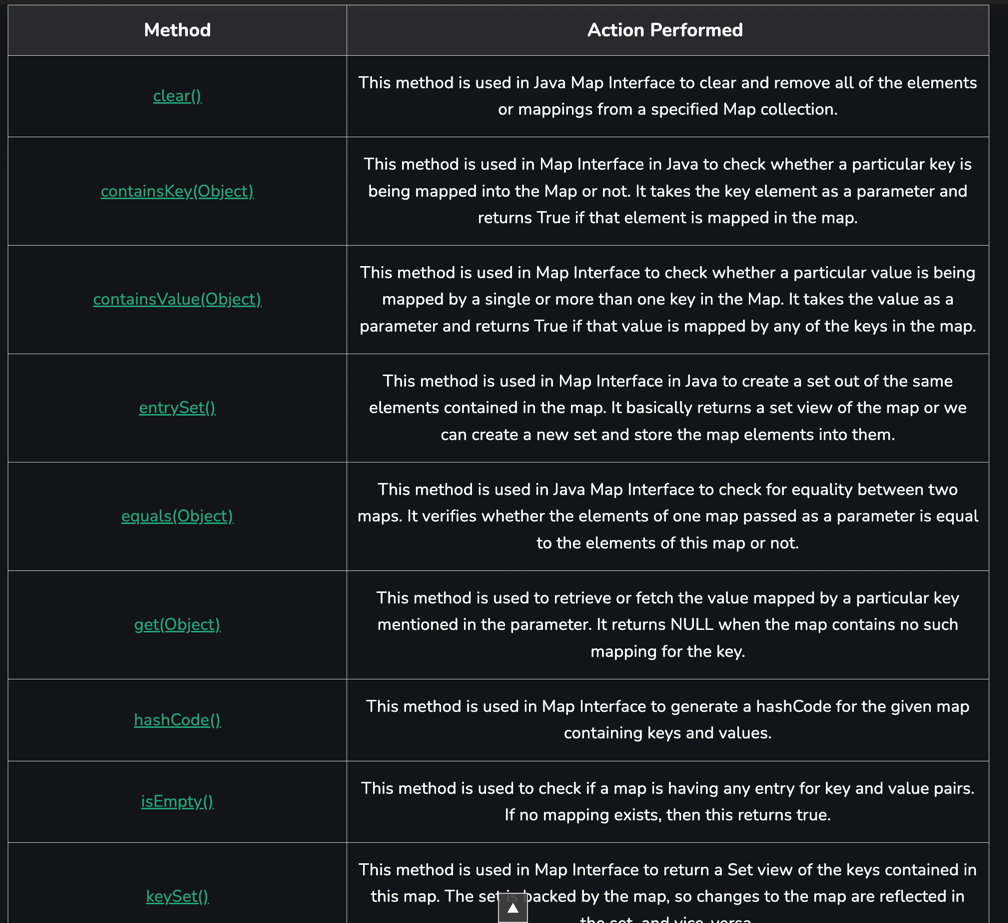 Method
Action Performed
clear()
This method is used in Java Map Interface to clear and remove all of the elements
or mappings from a specified Map collection.
containsKey(Object)
This method is used in Map Interface in Java to check whether a particular key is
being mapped into the Map or not. It takes the key element as a parameter and
returns True if that element is mapped in the map.
containsValue(Object)
This method is used in Map Interface to check whether a particular value is being
mapped by a single or more than one key in the Map. It takes the value as a
parameter and returns True if that value is mapped by any of the keys in the map.
entrySet()
This method is used in Map Interface in Java to create a set out of the same
elements contained in the map. It basically returns a set view of the map or we
can create a new set and store the map elements into them.
equals(Object)
This method is used in Java Map Interface to check for equality between two
maps. It verifies whether the elements of one map passed as a parameter is equal
to the elements of this map or not.
get(Object)
This method is used to retrieve or fetch the value mapped by a particular key
mentioned in the parameter. It returns NULL when the map contains no such
mapping for the key.
hashCode()
This method is used in Map Interface to generate a hashCode for the given map
containing keys and values.
isEmpty()
This method is used to check if a map is having any entry for key and value pairs.
If no mapping exists, then this returns true.
keySet()
This method is used in Map Interface to return a Set view of the keys contained in
this map. The set is backed by the map, so changes to the map are reflected in
the set, and vice-versa.